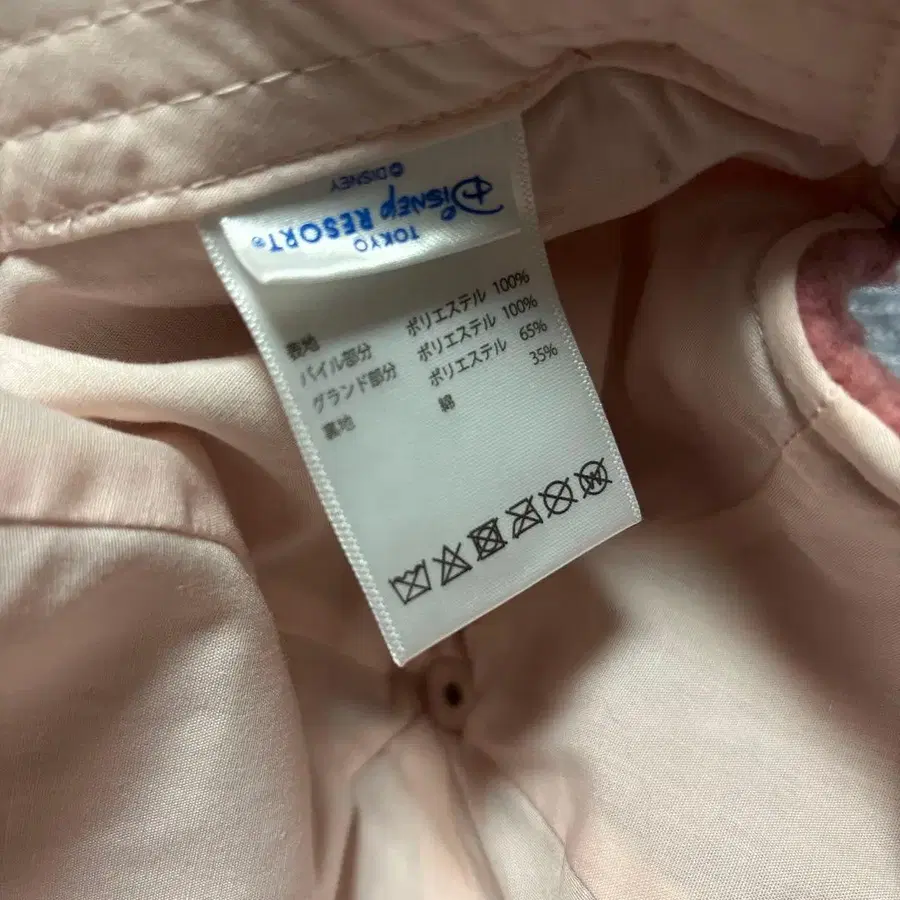 TOKYO
Disney RESORT®
©DISNEY
表地
パイル部分 ポリエステル 100%
グランド部分 ポリエステル 100%
裏地 ポリエステル 65%
綿 35%